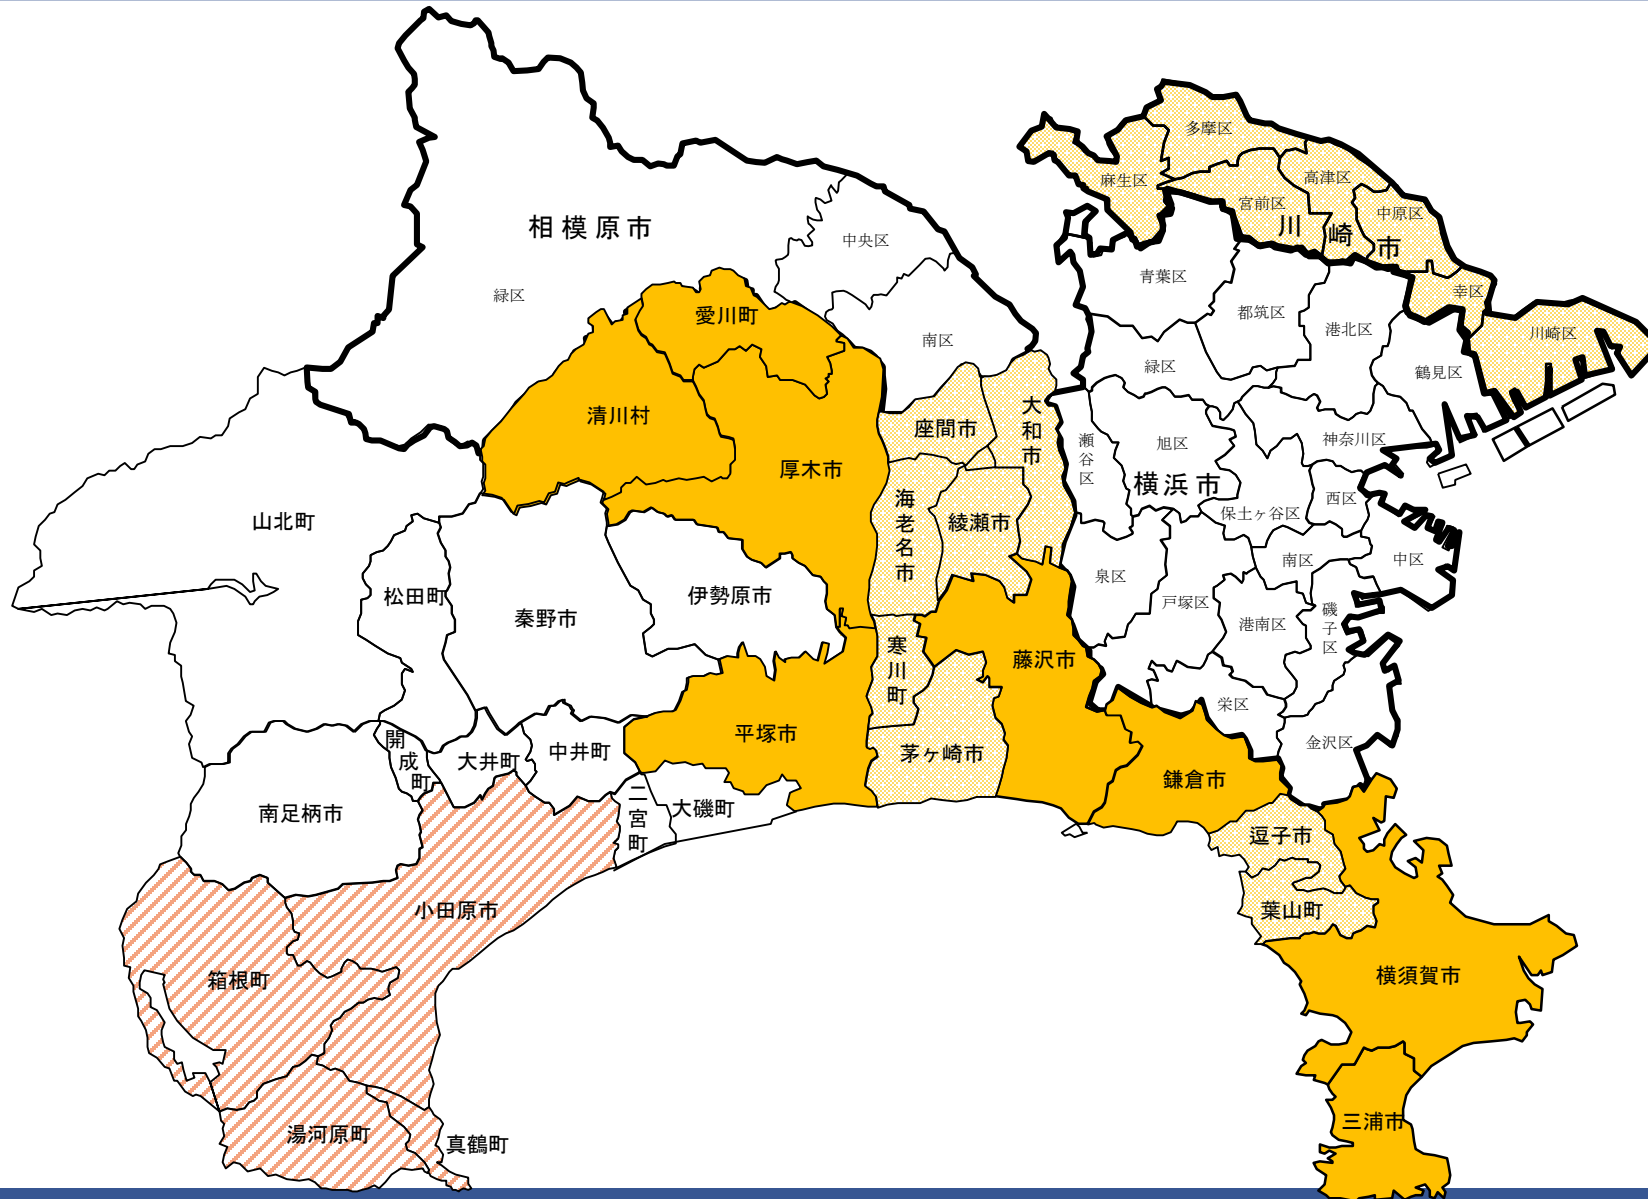 多摩区
麻生区
高津区
宮前区
中原区
川崎市
相模原市
中央区
緑区
南区
青葉区
都筑区
港北区
幸区
川崎区
鶴見区
緑区
愛川町
清川村
厚木市
座間市
大和市
瀬谷区
旭区
神奈川区
横浜市
西区
保土ヶ谷区
海老名市
綾瀬市
山北町
松田町
秦野市
伊勢原市
泉区
南区
中区
戸塚区
港南区
磯子区
寒川町
藤沢市
栄区
金沢区
平塚市
茅ヶ崎市
鎌倉市
開成町
大井町
中井町
二宮町
大磯町
南足柄市
逗子市
葉山町
小田原市
箱根町
横須賀市
湯河原町
真鶴町
三浦市